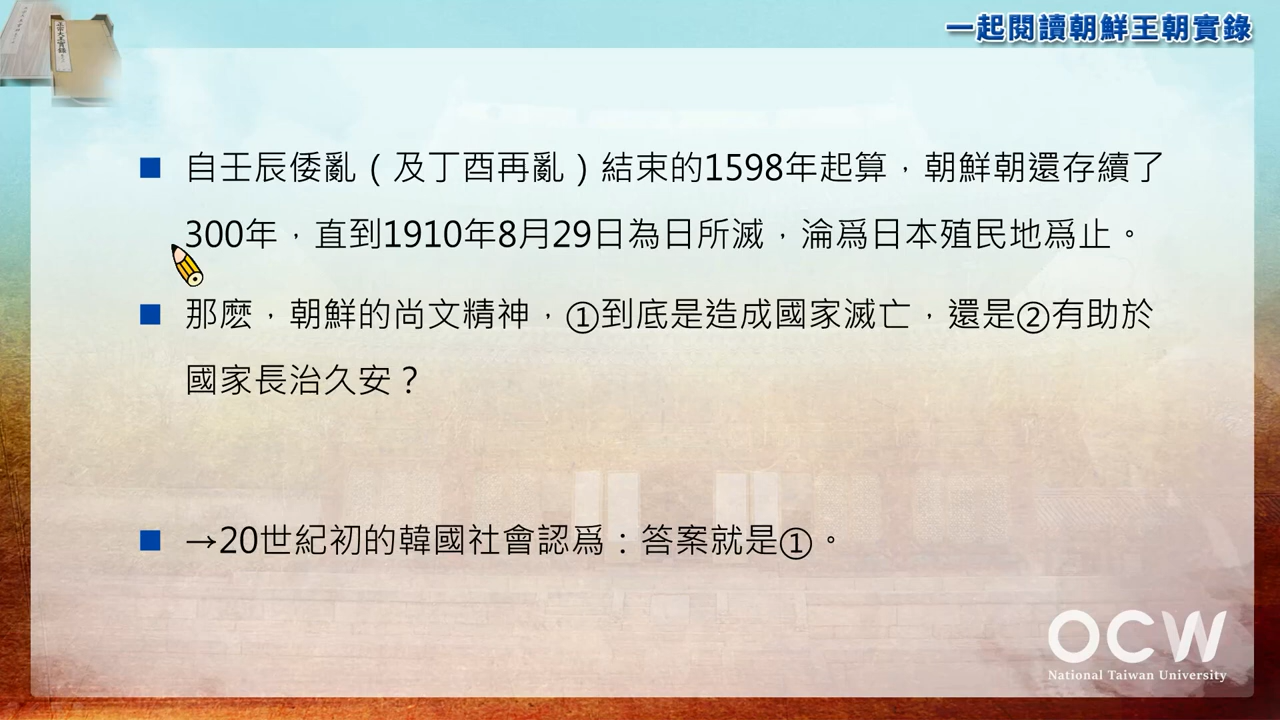 一起閱讀朝鮮王朝實錄
自壬辰倭亂（及丁酉再亂）結束的1598年起算，朝鮮朝還存續了
300年，直到1910年8月29日為日所滅，淪爲日本殖民地爲止。
那麽，朝鮮的尚文精神，①到底是造成國家滅亡，還是②有助於
國家長治久安？
→20世紀初的韓國社會認爲：答案就是①。
OCW
National Taiwan University